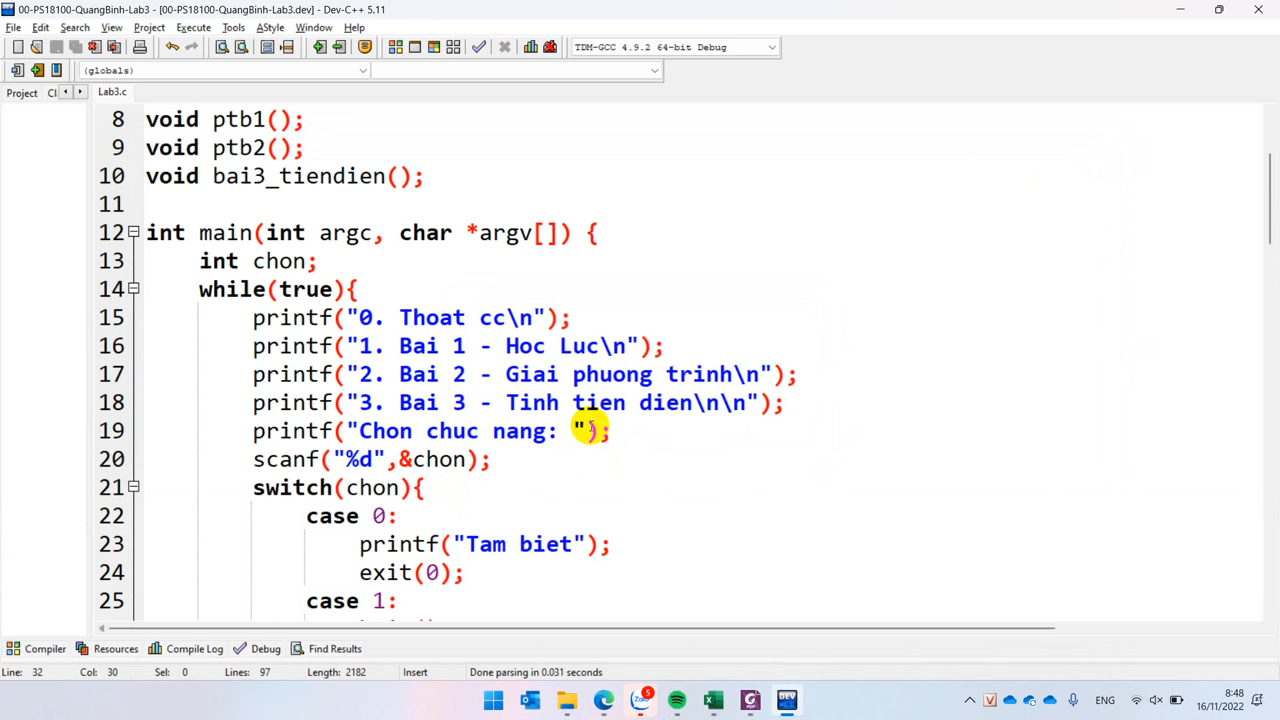 00-PS18100-QuangBinh-Lab3 - [00-PS18100-QuangBinh-Lab3.dev] - Dev-C++ 5.11
File Edit Search View Project Execute Tools AStyle Window Help
TDM-GCC 4.9.2 64-bit Debug
(globals)
Project Cl Lab3.c
8 void ptb1();
9 void ptb2();
10 void bai3_tiendien();
11
12 int main(int argc, char *argv[]) {
13 int chon;
14 while(true){
15 printf("0. Thoat cc\n");
16 printf("1. Bai 1 - Hoc Luc\n");
17 printf("2. Bai 2 - Giai phuong trinh\n");
18 printf("3. Bai 3 - Tinh tien dien\n\n");
19 printf("Chon chuc nang: ");
20 scanf("%d",&chon);
21 switch(chon){
22 case 0:
23 printf("Tam biet");
24 exit(0);
25 case 1:
Compiler Resources Compile Log Debug Find Results
Line: 32 Col: 30 Sel: 0 Lines: 97 Length: 2182 Insert Done parsing in 0.031 seconds
Zalo 5 DEV ENG 8:48
16/11/2022